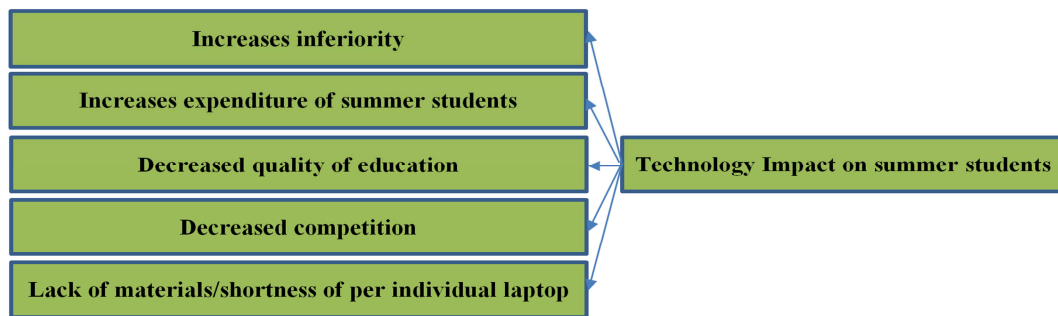 Increases inferiority
Increases expenditure of summer students
Decreased quality of education
Technology Impact on summer students
Decreased competition
Lack of materials/shortness of per individual laptop